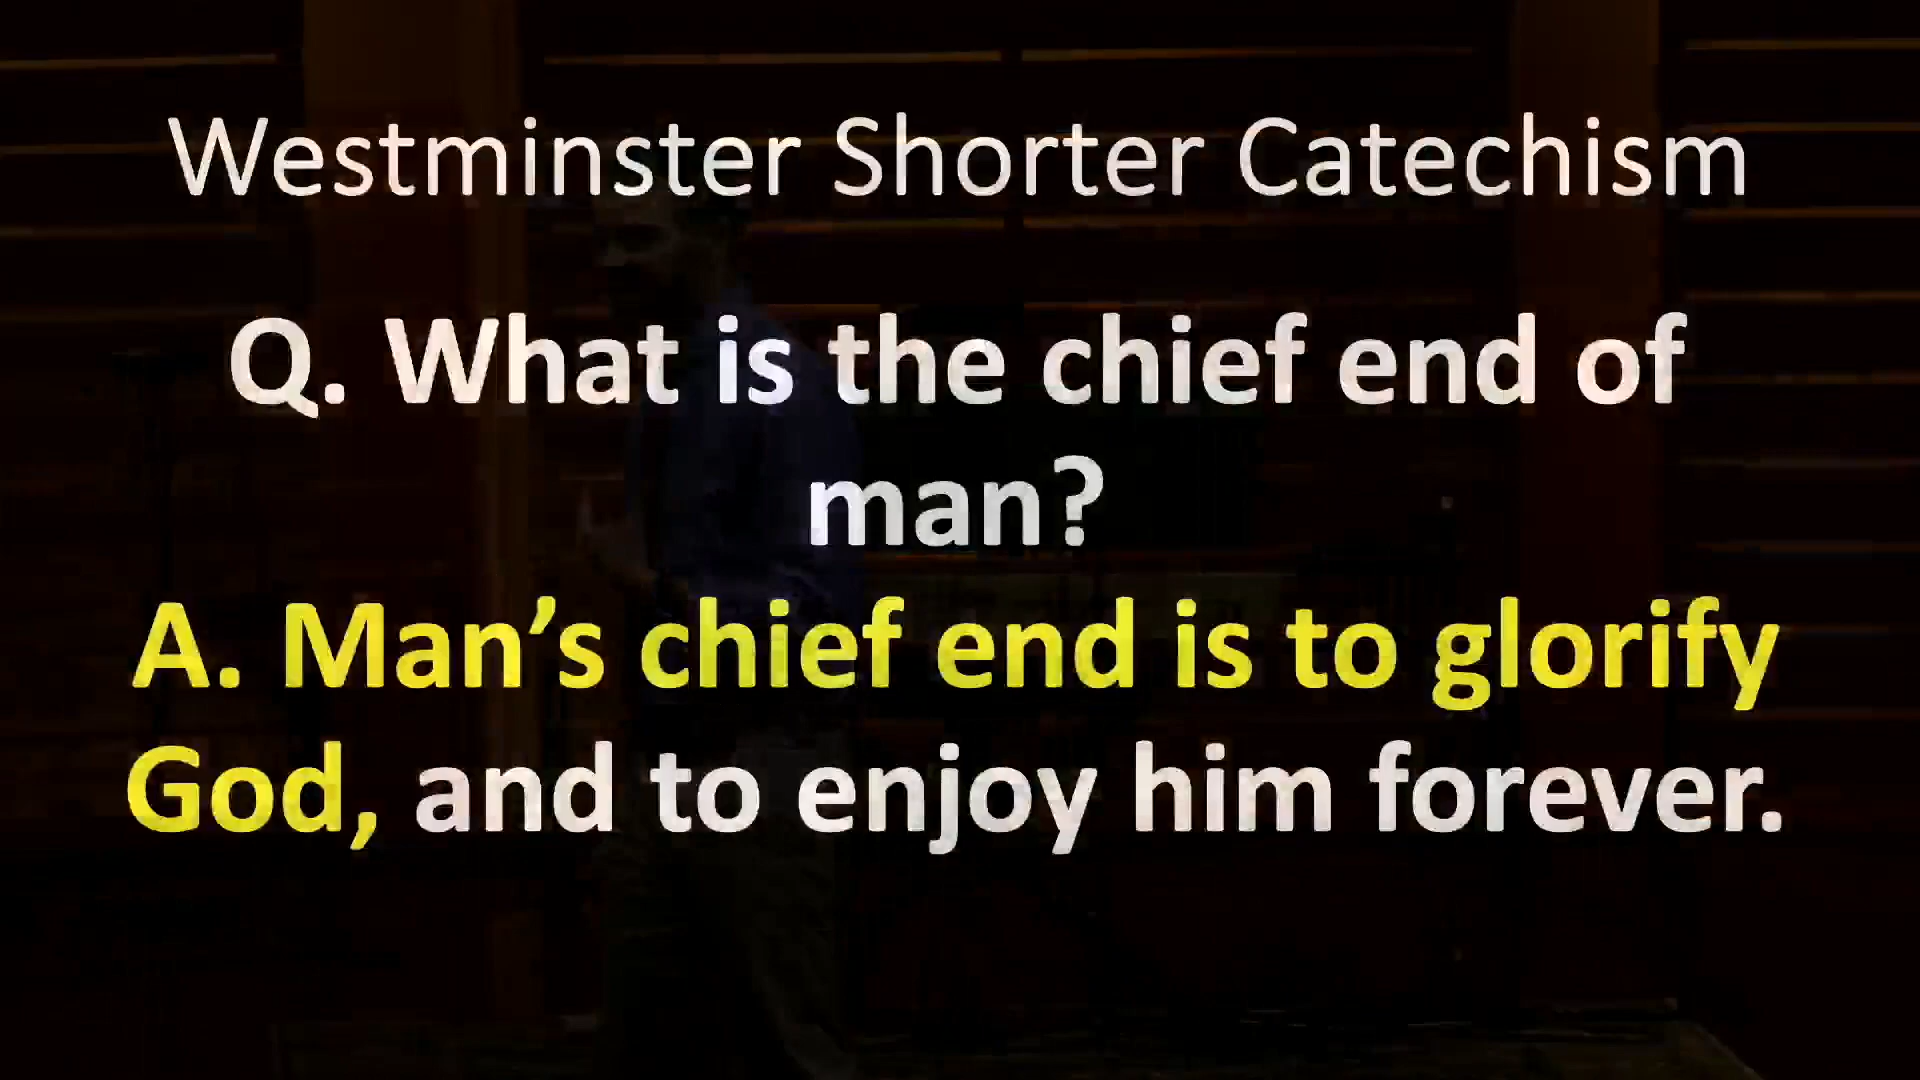 Westminster Shorter Catechism
Q. What is the chief end of
man?
A. Man’s chief end is to glorify
God, and to enjoy him forever.